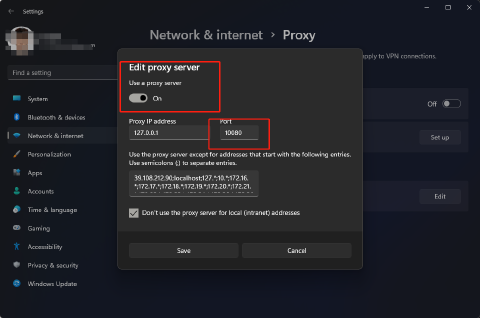 Settings
Network & internet > Proxy
apply to VPN connections.
Find a setting
System
Bluetooth & devices
Network & internet
Personalization
Apps
Accounts
Time & language
Gaming
Accessibility
Privacy & security
Windows Update
Off
Set up
Edit
Edit proxy server
Use a proxy server
On
Proxy IP address
Port
127.0.0.1
10080
Use the proxy server except for addresses that start with the following entries.
Use semicolons (;) to separate entries.
39.108.212.90;localhost;127.*;10.*;172.16.
*;172.17.*;172.18.*;172.19.*;172.20.*;172.21.
Don't use the proxy server for local (intranet) addresses
Save
Cancel